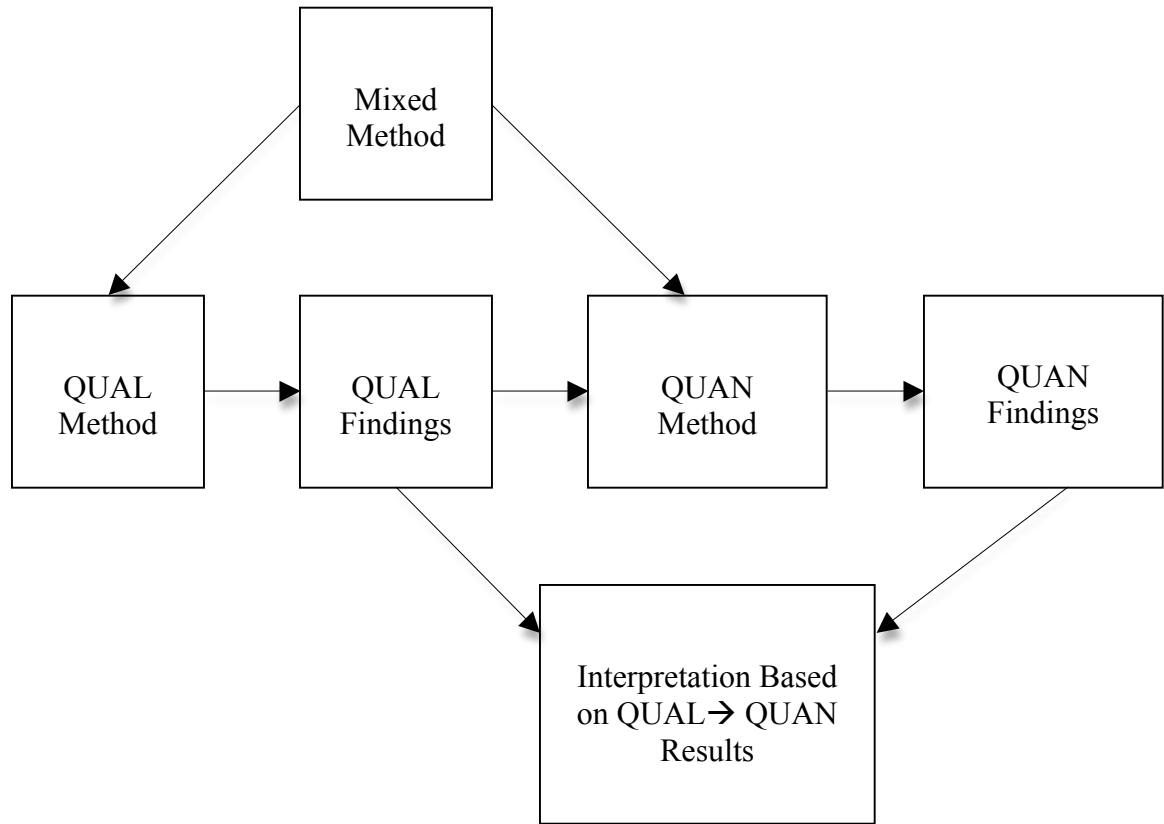 Mixed
Method
QUAL
Method
QUAL
Findings
QUAN
Method
QUAN
Findings
Interpretation Based
on QUAL→ QUAN
Results